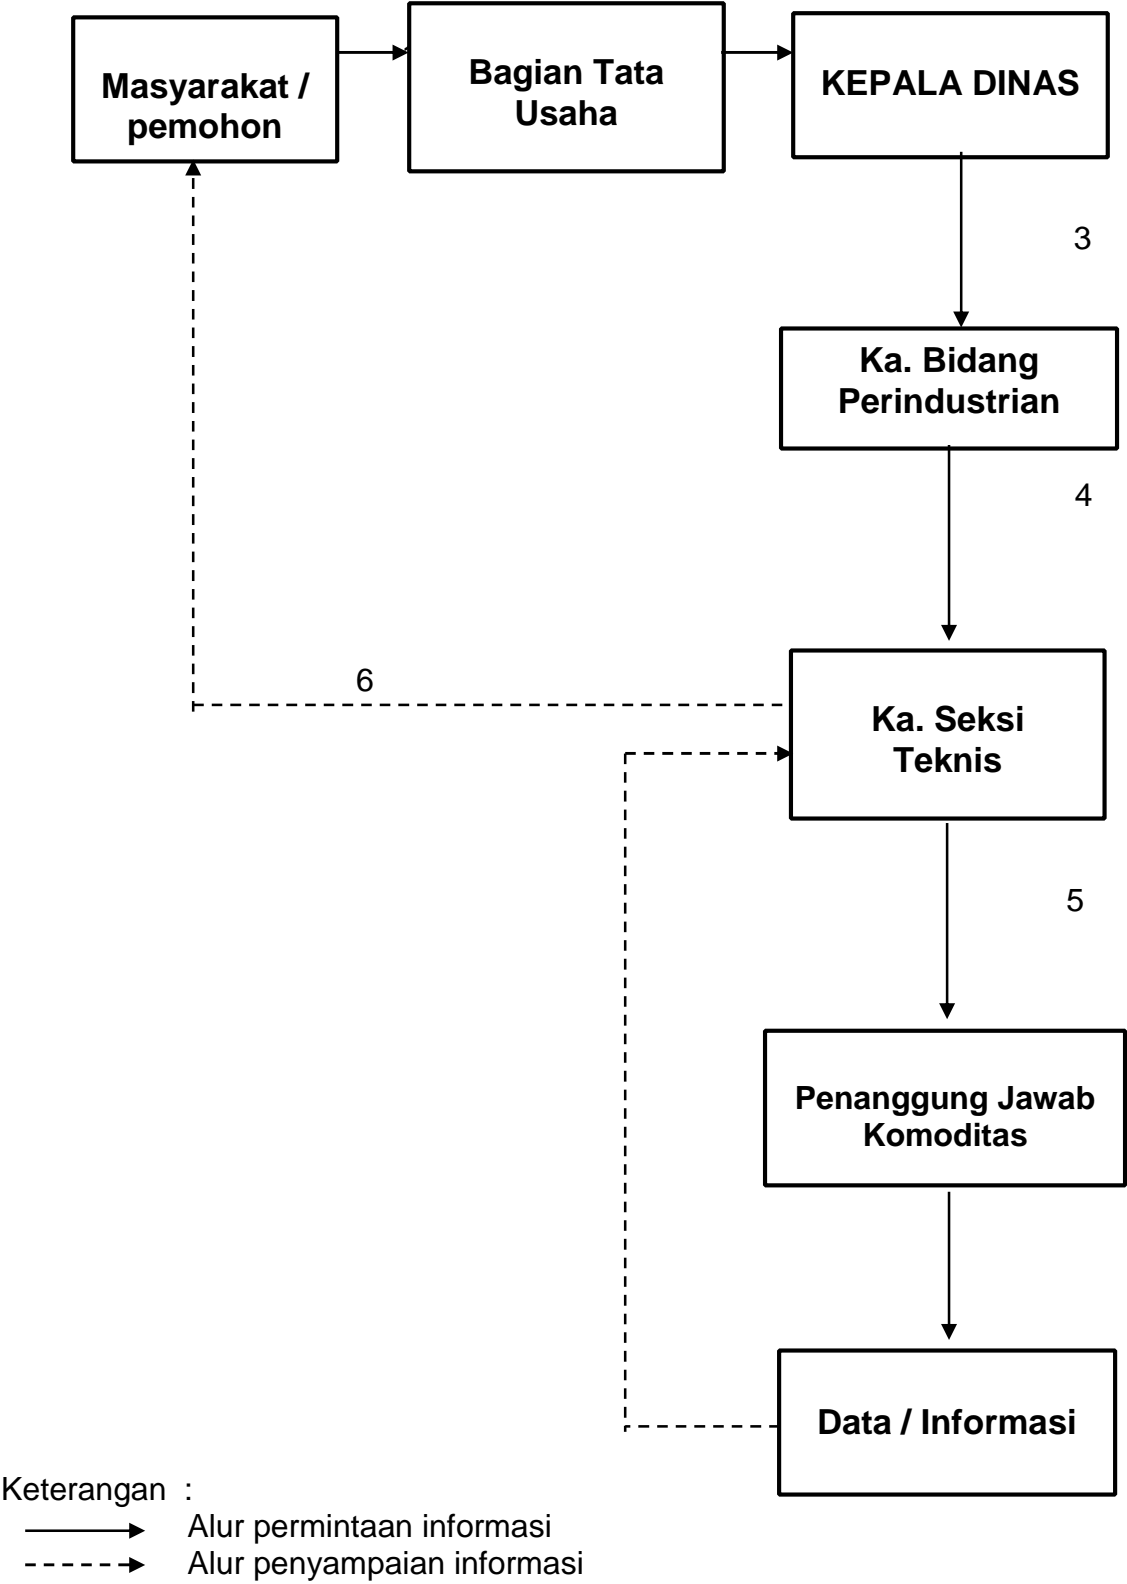 Masyarakat /
pemohon
Bagian Tata
Usaha
KEPALA DINAS
3
Ka. Bidang
Perindustrian
4
6
Ka. Seksi
Teknis
5
Penanggung Jawab
Komoditas
Data / Informasi
Keterangan :
Alur permintaan informasi
Alur penyampaian informasi